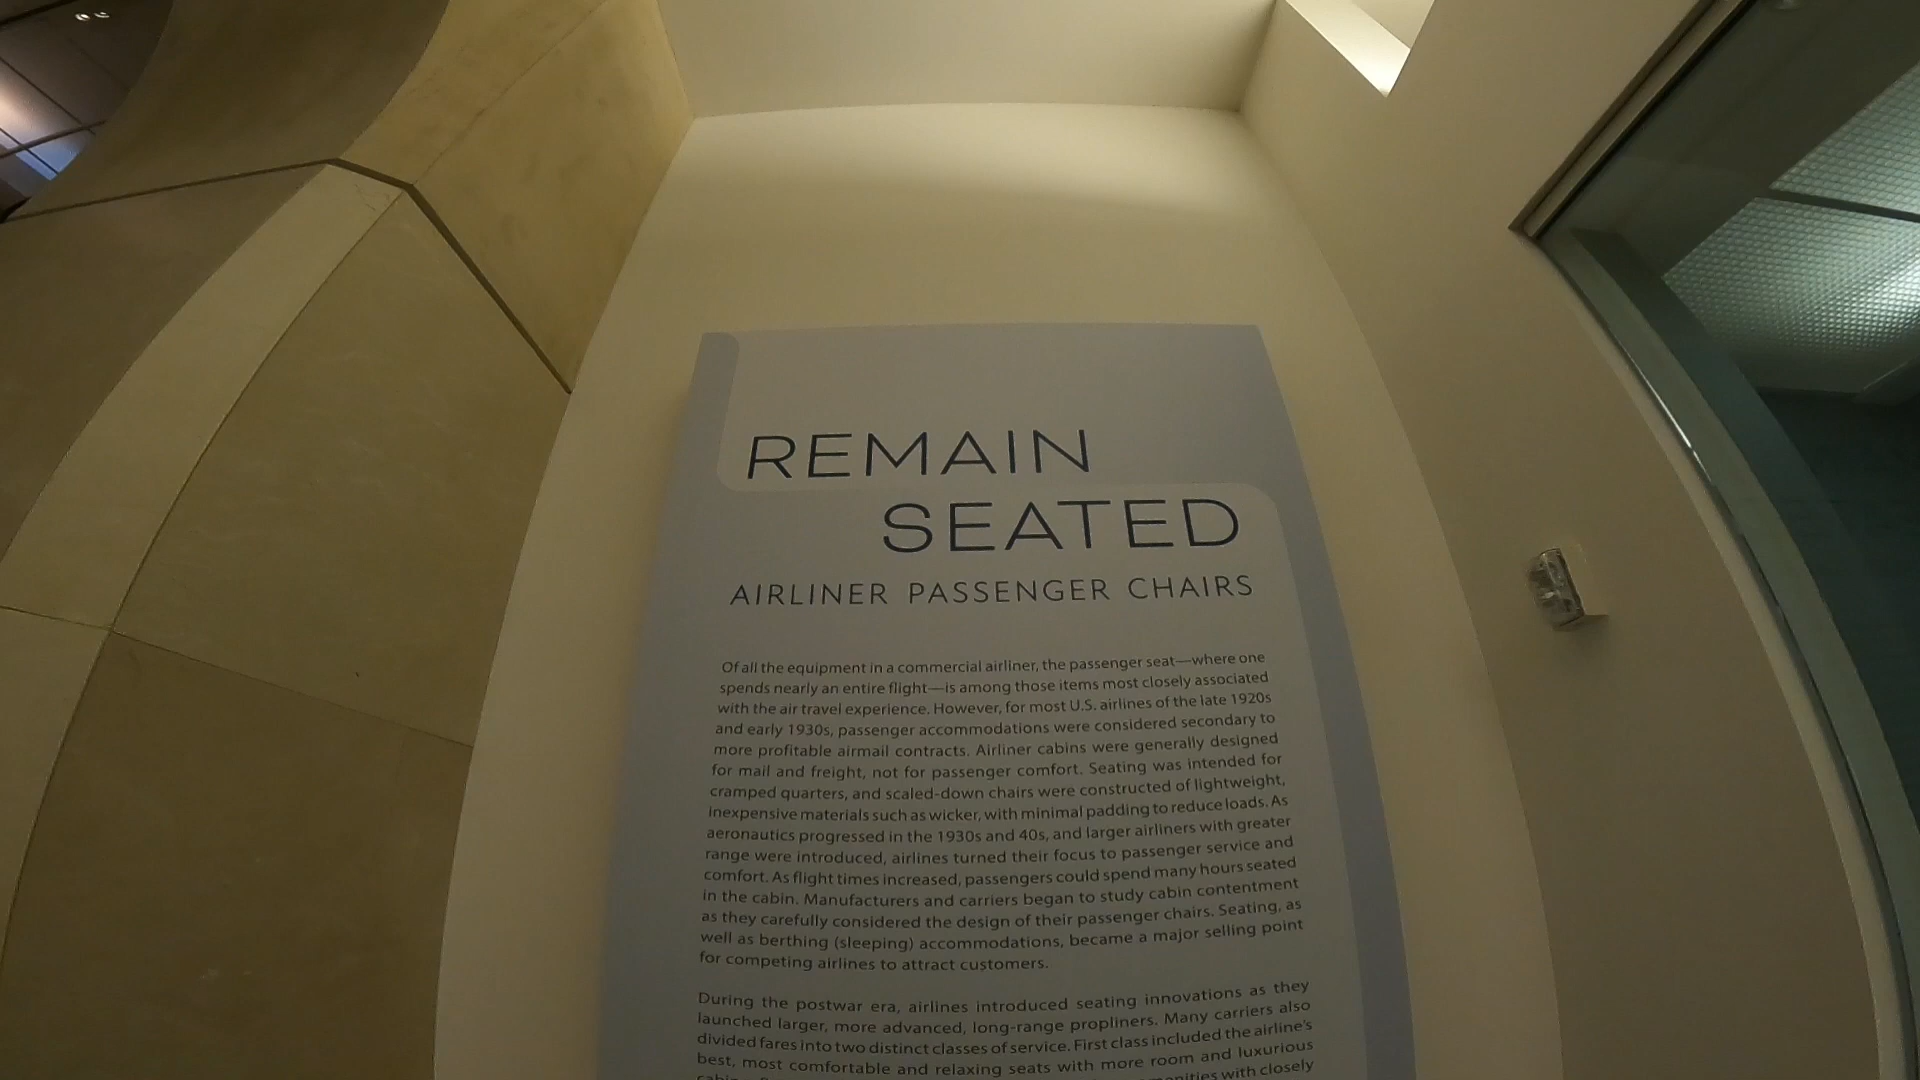 REMAIN
SEATED
AIRLINER PASSENGER CHAIRS
Of all the equipment in a commercial airliner, the passenger seat—where one
spends nearly an entire flight—is among those items most closely associated
with the air travel experience. However, for most U.S. airlines of the late 1920s
and early 1930s, passenger accommodations were considered secondary to
more profitable airmail contracts. Airliner cabins were generally designed
for mail and freight, not for passenger comfort. Seating was intended for
cramped quarters, and scaled-down chairs were constructed of lightweight,
inexpensive materials such as wicker, with minimal padding to reduce loads. As
aeronautics progressed in the 1930s and 40s, and larger airliners with greater
range were introduced, airlines turned their focus to passenger service and
comfort. As flight times increased, passengers could spend many hours seated
in the cabin. Manufacturers and carriers began to study cabin contentment
as they carefully considered the design of their passenger chairs. Seating, as
well as berthing (sleeping) accommodations, became a major selling point
for competing airlines to attract customers.
During the postwar era, airlines introduced seating innovations as they
launched larger, more advanced, long-range propliners. Many carriers also
divided fares into two distinct classes of service. First class included the airline's
best, most comfortable and relaxing seats with more room and luxurious
with closely